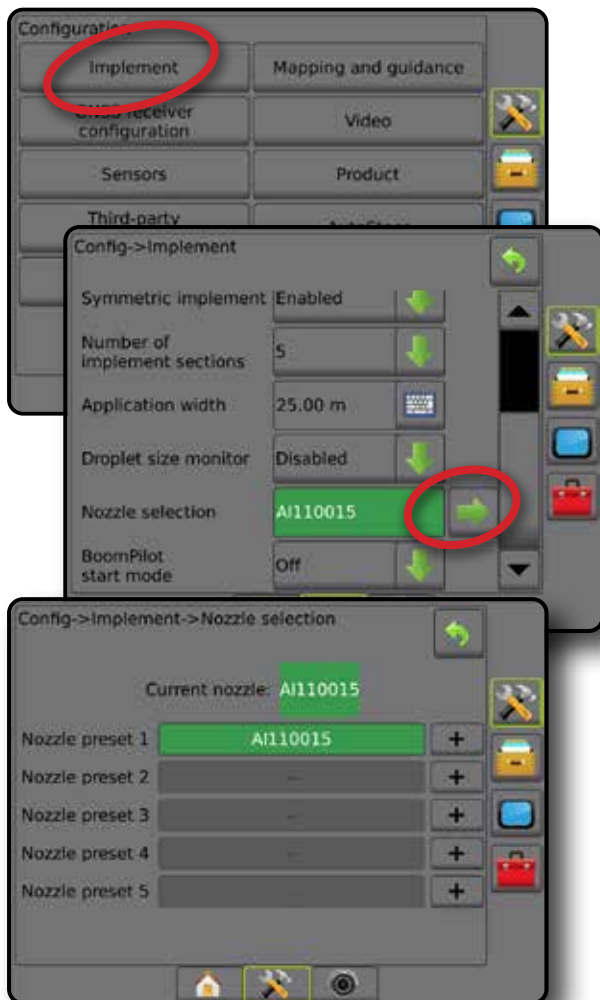 Configuration
Implement
Mapping and guidance
GNSS receiver
configuration
Video
Sensors
Product
Third-party
Config->Implement
Symmetric implement
Enabled
Number of
implement sections
5
Application width
25.00 m
Droplet size monitor
Disabled
Nozzle selection
AI110015
BoomPilot
start mode
Off
Config->Implement->Nozzle selection
Current nozzle: AI110015
Nozzle preset 1 AI110015 +
Nozzle preset 2 -- +
Nozzle preset 3 -- +
Nozzle preset 4 -- +
Nozzle preset 5 -- +